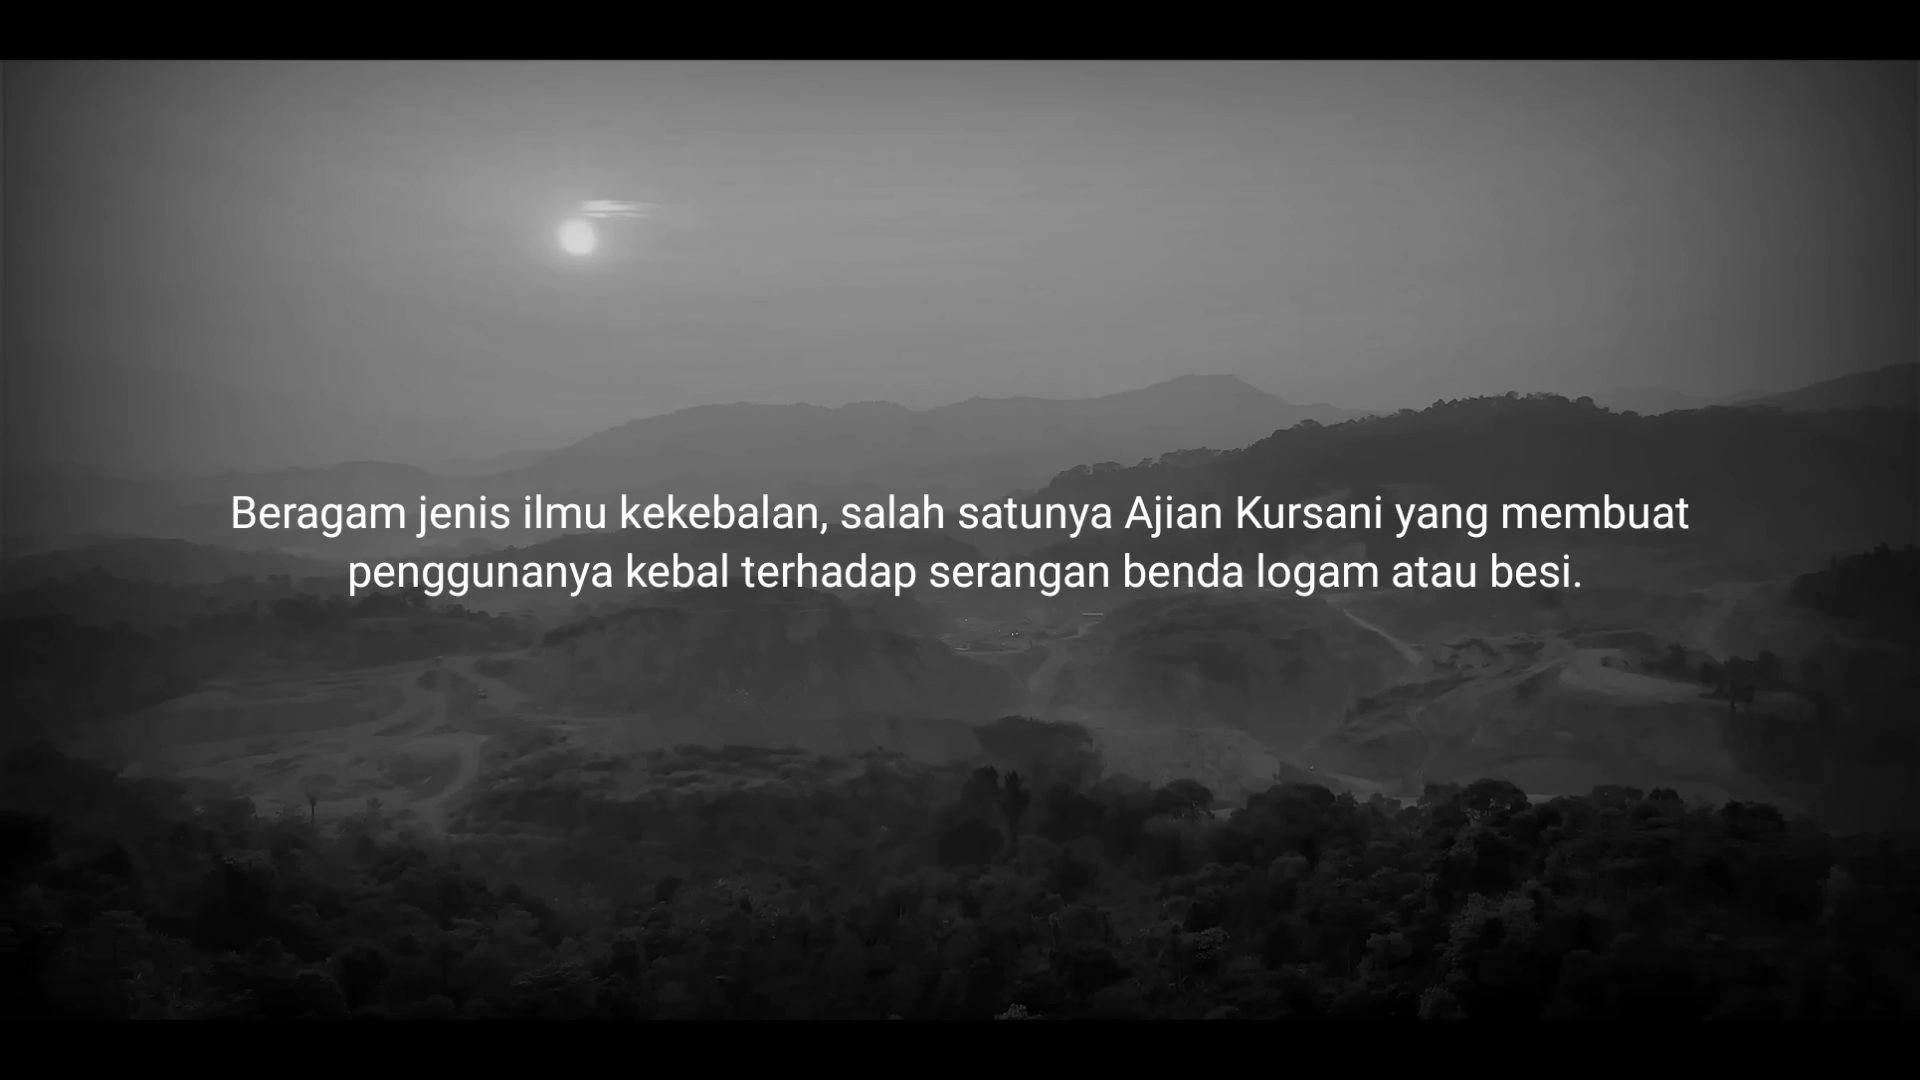 Beragam jenis ilmu kekebalan, salah satunya Ajian Kursani yang membuat
penggunanya kebal terhadap serangan benda logam atau besi.